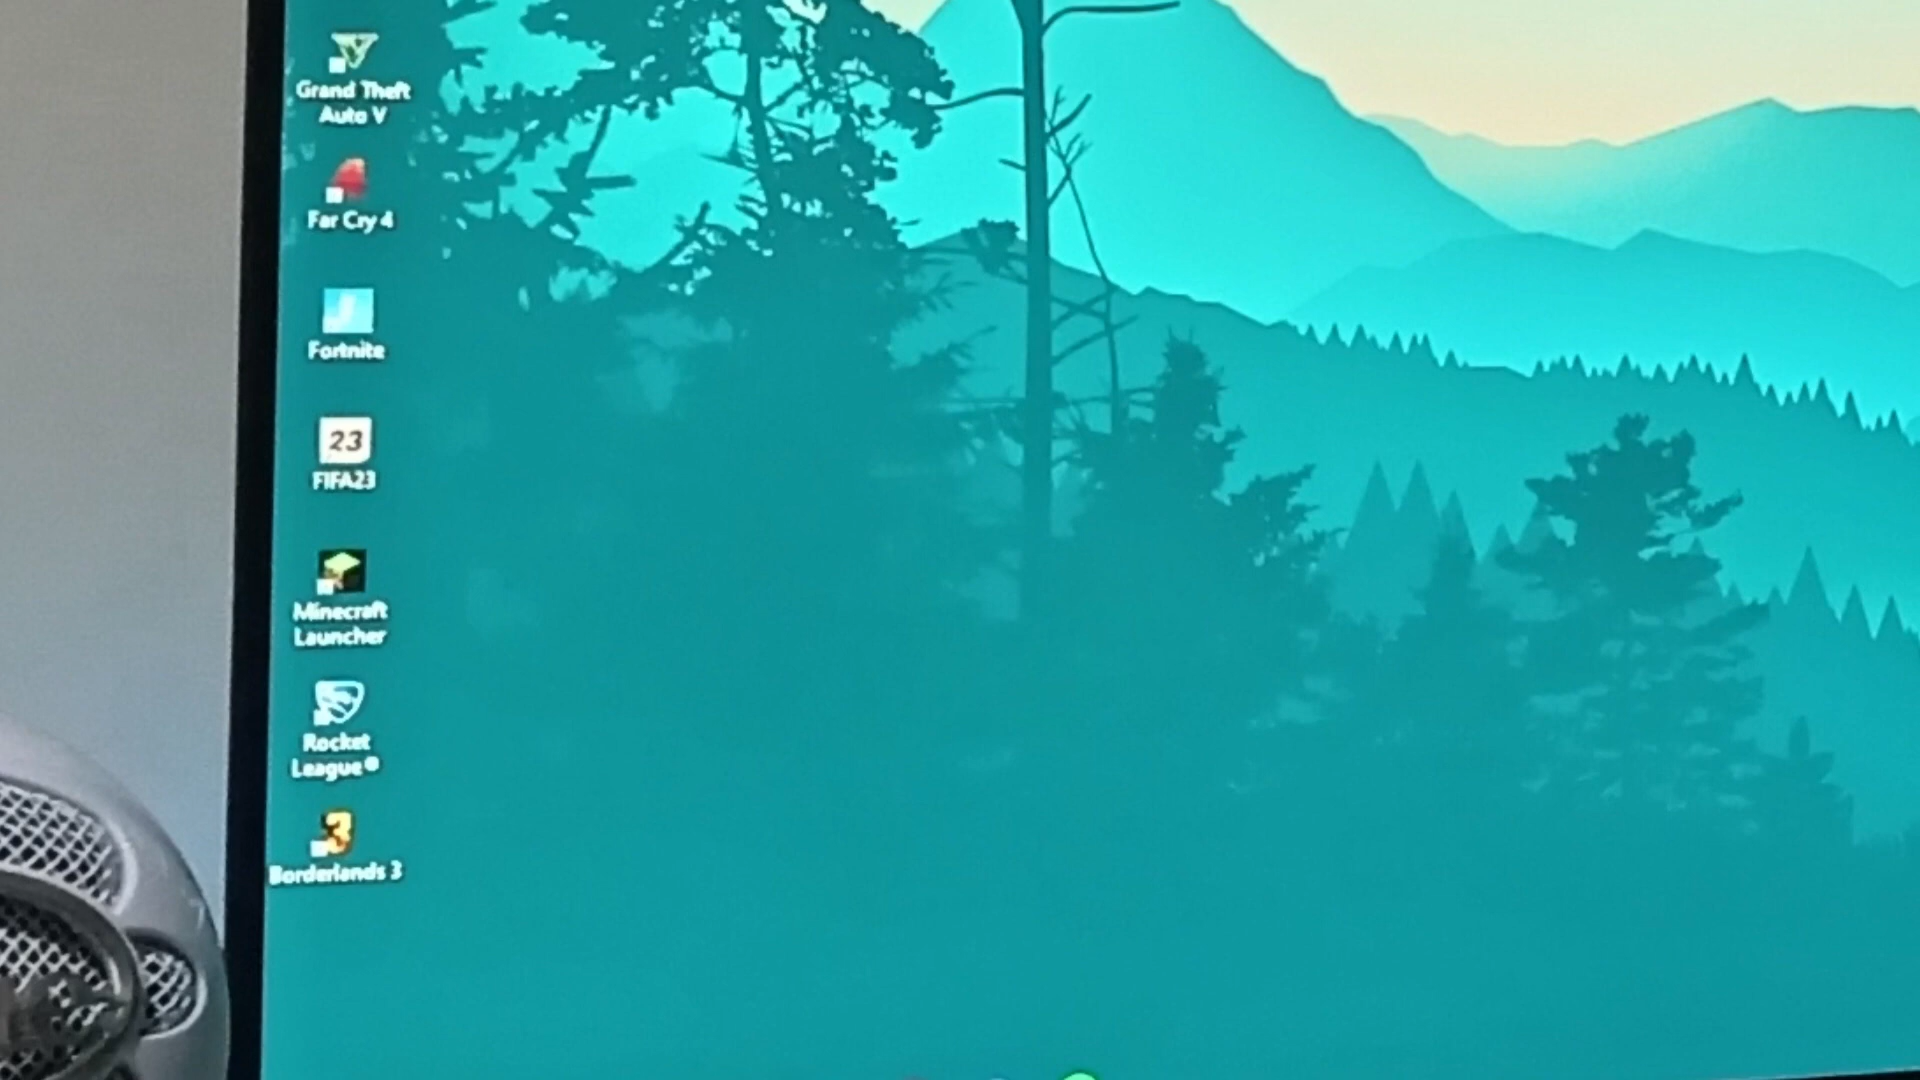 Grand Theft
Auto V
Far Cry 4
Fortnite
23
FIFA23
Minecraft
Launcher
Rocket
League®
3
Borderlands 3